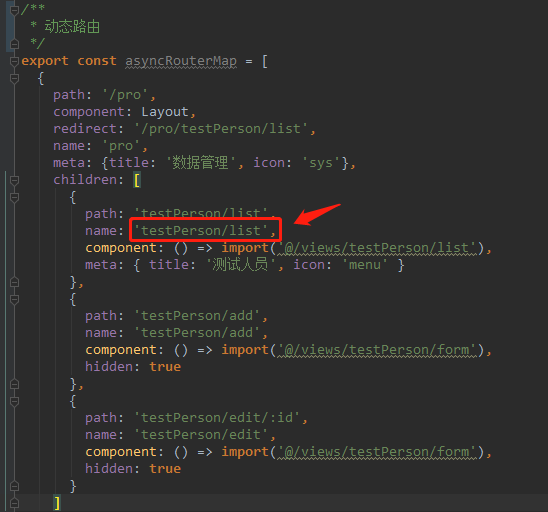 /**
 * 动态路由
 */
export const asyncRouterMap = [
  {
    path: '/pro',
    component: Layout,
    redirect: '/pro/testPerson/list',
    name: 'pro',
    meta: {title: '数据管理', icon: 'sys'},
    children: [
      {
        path: 'testPerson/list',
        name: 'testPerson/list',
        component: () => import('@/views/testPerson/list'),
        meta: { title: '测试人员', icon: 'menu' }
      },
      {
        path: 'testPerson/add',
        name: 'testPerson/add',
        component: () => import('@/views/testPerson/form'),
        hidden: true
      },
      {
        path: 'testPerson/edit/:id',
        name: 'testPerson/edit',
        component: () => import('@/views/testPerson/form'),
        hidden: true
      }
    ]